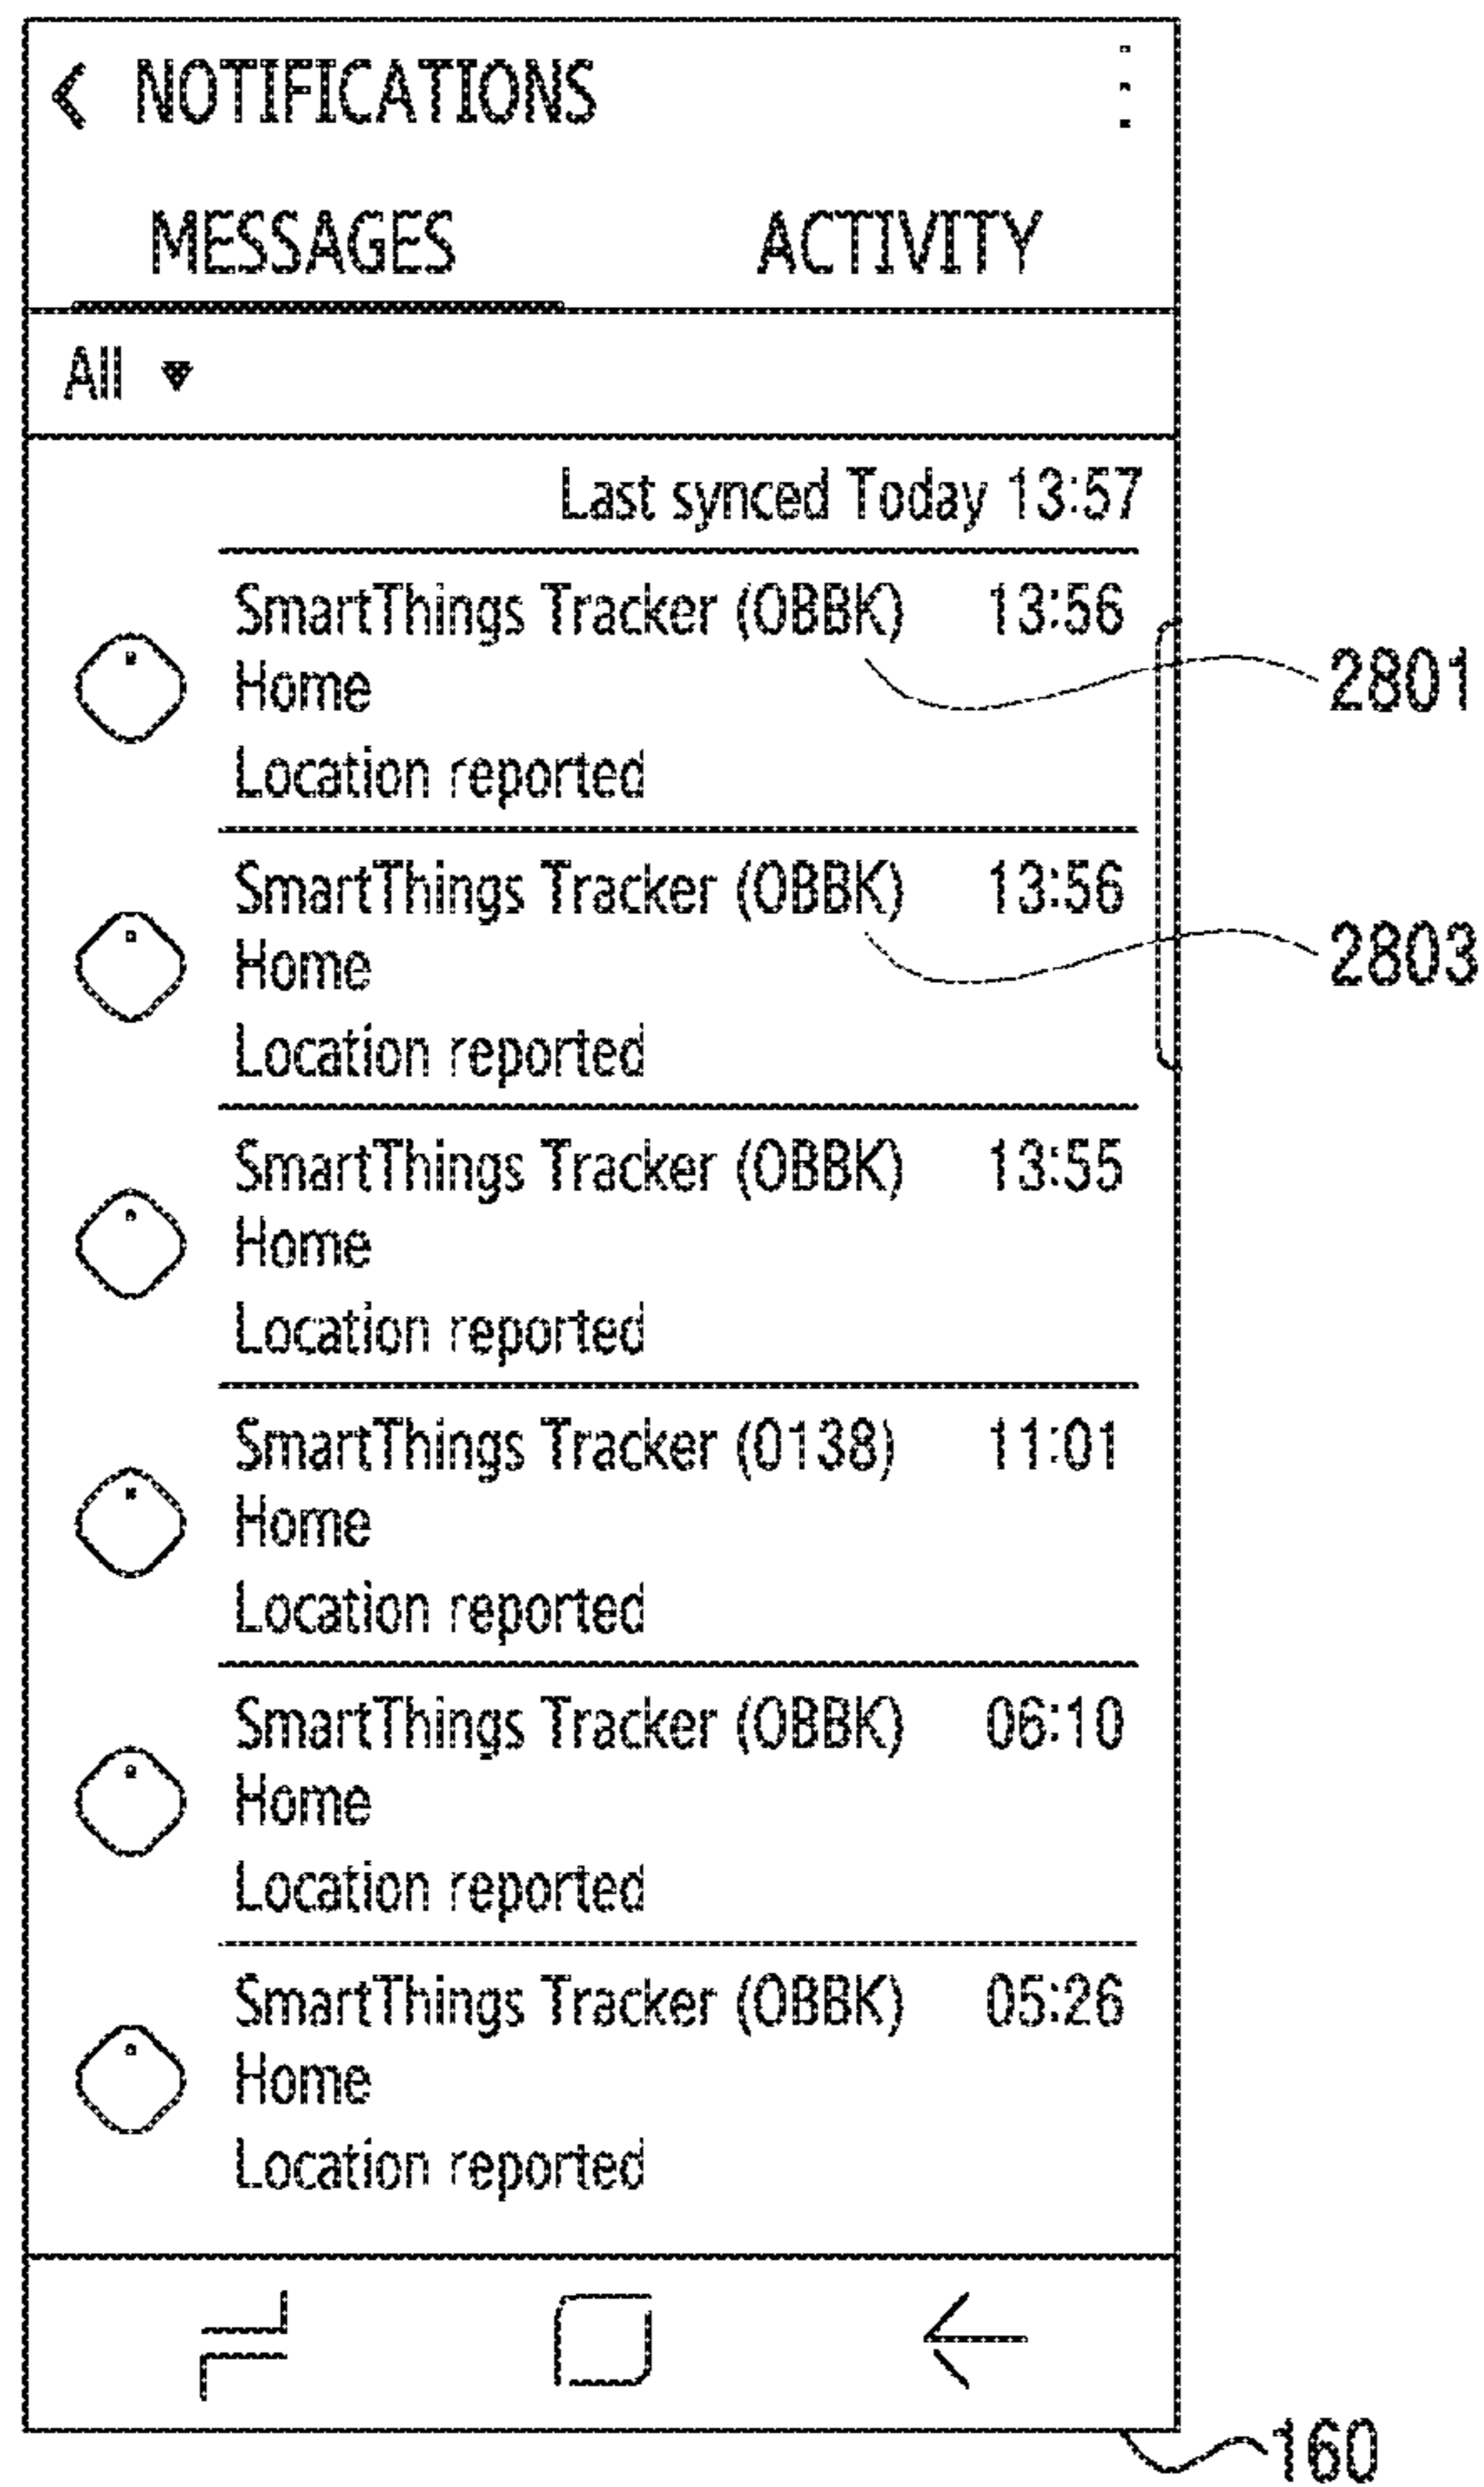 NOTIFICATIONS
MESSAGES ACTIVITY
All
Last synced Today 13:57
SmartThings Tracker (OBBK) 13:56
Home
Location reported
2801
SmartThings Tracker (OBBK) 13:56
Home
Location reported
2803
SmartThings Tracker (OBBK) 13:55
Home
Location reported
SmartThings Tracker (0138) 11:01
Home
Location reported
SmartThings Tracker (OBBK) 06:10
Home
Location reported
SmartThings Tracker (OBBK) 05:26
Home
Location reported
160